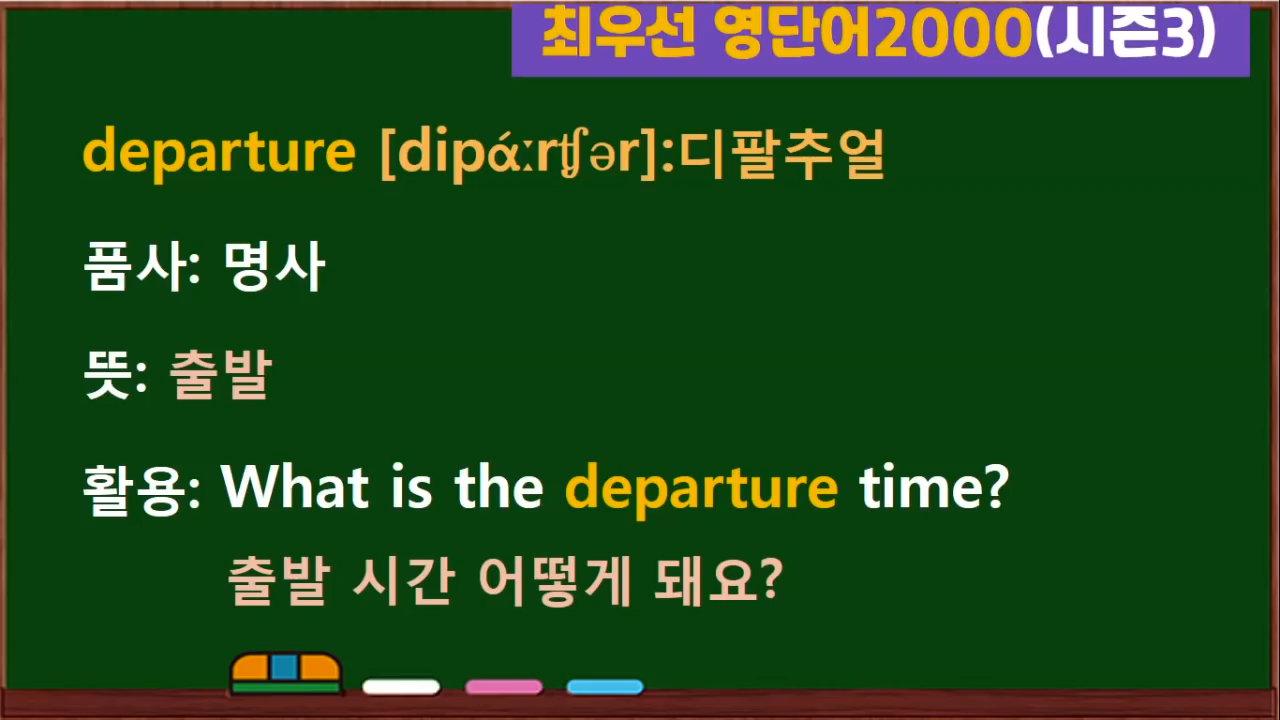 최우선 영단어2000(시즌3)
departure [dipάːrʧər]:디팔추얼
품사: 명사
뜻: 출발
활용: What is the departure time?
출발 시간 어떻게 돼요?